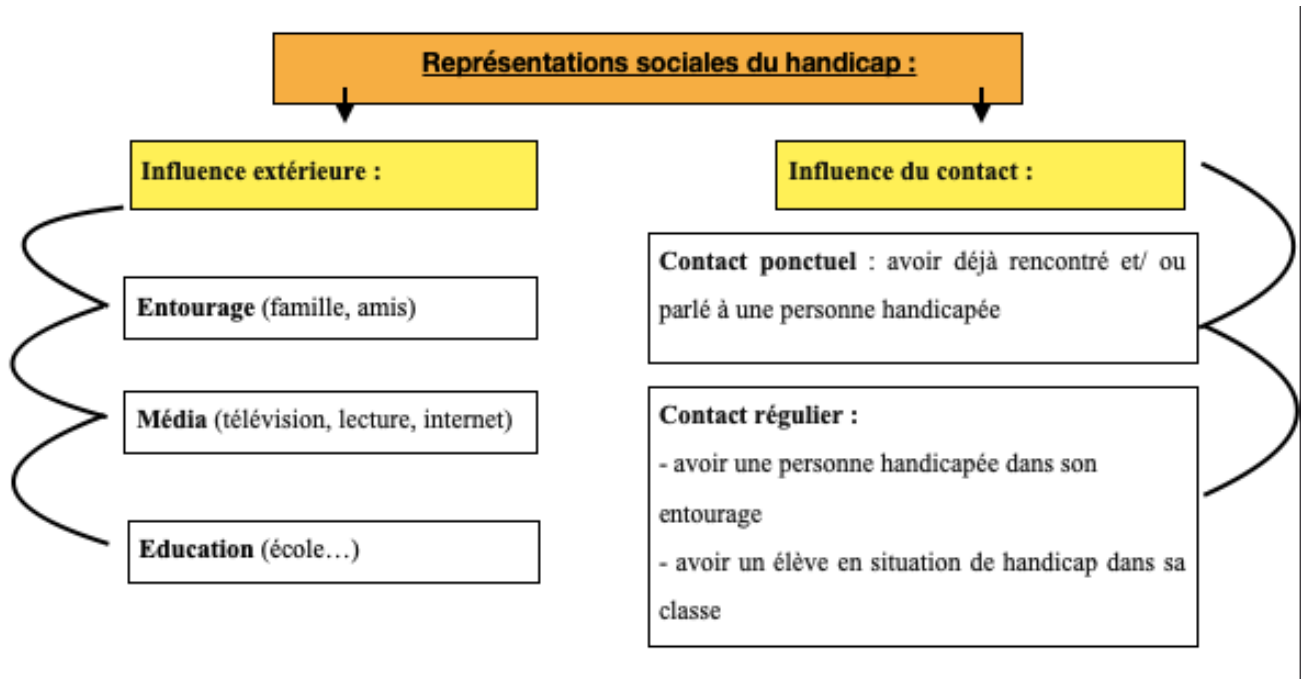 Représentations sociales du handicap :
Influence extérieure :
Entourage (famille, amis)
Média (télévision, lecture, internet)
Education (école…)
Influence du contact :
Contact ponctuel : avoir déjà rencontré et/ ou
parlé à une personne handicapée
Contact régulier :
- avoir une personne handicapée dans son
entourage
- avoir un élève en situation de handicap dans sa
classe